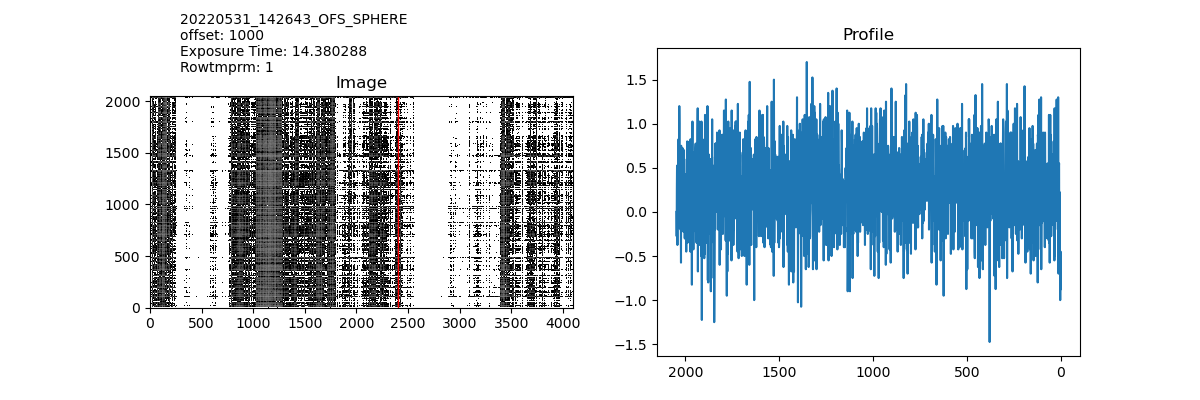 20220531_142643_OFS_SPHERE
offset: 1000
Exposure Time: 14.380288
Rowtmprm: 1
Image
2000
1500
1000
500
0
0 500 1000 1500 2000 2500 3000 3500 4000
Profile
1.5
1.0
0.5
0.0
−0.5
−1.0
−1.5
2000 1500 1000 500 0